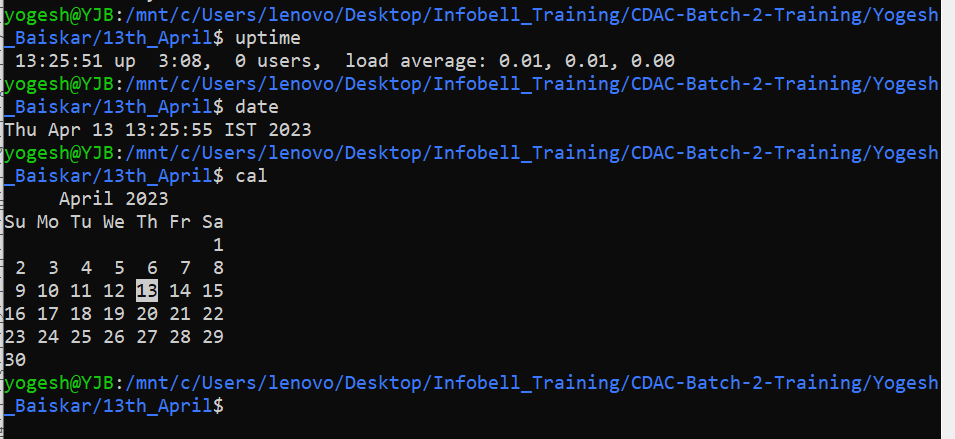 yogesh@YJB:/mnt/c/Users/lenovo/Desktop/Infobell_Training/CDAC-Batch-2-Training/Yogesh
_Baiskar/13th_April$ uptime
 13:25:51 up  3:08,  0 users,  load average: 0.01, 0.01, 0.00
yogesh@YJB:/mnt/c/Users/lenovo/Desktop/Infobell_Training/CDAC-Batch-2-Training/Yogesh
_Baiskar/13th_April$ date
Thu Apr 13 13:25:55 IST 2023
yogesh@YJB:/mnt/c/Users/lenovo/Desktop/Infobell_Training/CDAC-Batch-2-Training/Yogesh
_Baiskar/13th_April$ cal
     April 2023
Su Mo Tu We Th Fr Sa
                   1
 2  3  4  5  6  7  8
 9 10 11 12 13 14 15
16 17 18 19 20 21 22
23 24 25 26 27 28 29
30
yogesh@YJB:/mnt/c/Users/lenovo/Desktop/Infobell_Training/CDAC-Batch-2-Training/Yogesh
_Baiskar/13th_April$